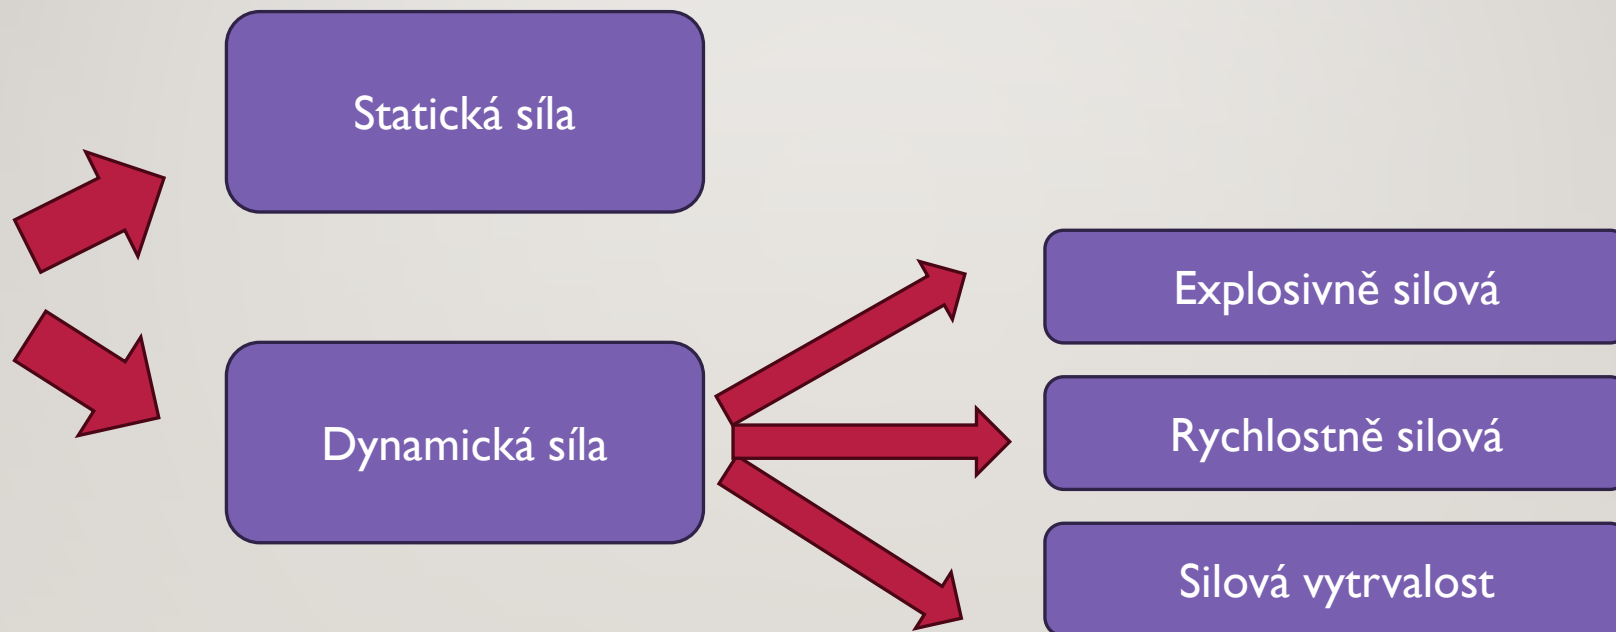 Statická síla
Dynamická síla
Explosivně silová
Rychlostně silová
Silová vytrvalost